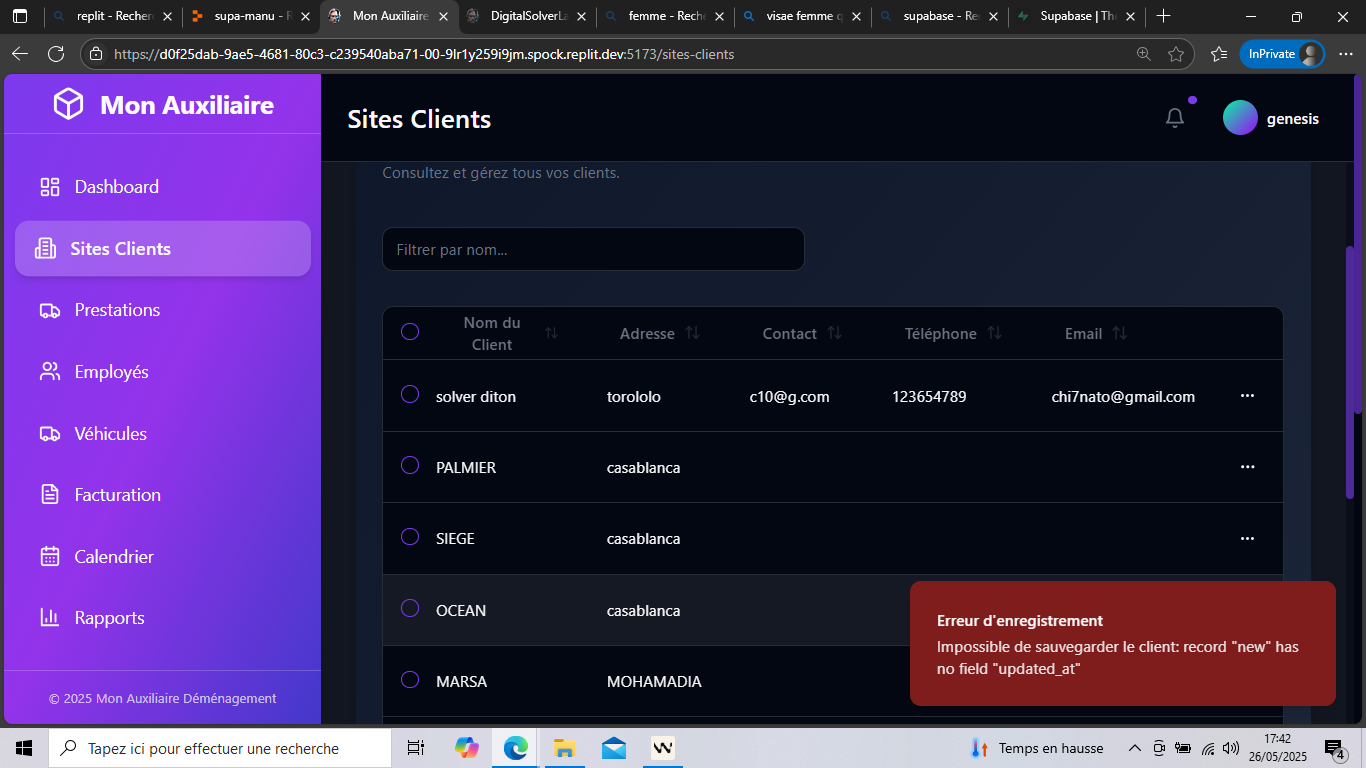 replit - Recher
supa-manu - R
Mon Auxiliaire
DigitalSolverLa
femme - Reche
visae femme q
supabase - Re
Supabase | Th
https://d0f25dab-9ae5-4681-80c3-c239540aba71-00-9lr1y259i9jm.spock.replit.dev:5173/sites-clients
InPrivate
Mon Auxiliaire
Sites Clients
genesis
Dashboard
Sites Clients
Prestations
Employés
Véhicules
Facturation
Calendrier
Rapports
© 2025 Mon Auxiliaire Déménagement
Consultez et gérez tous vos clients.
Filtrer par nom...
Nom du
Client
Adresse
Contact
Téléphone
Email
solver diton torololo c10@g.com 123654789 chi7nato@gmail.com
PALMIER casablanca
SIEGE casablanca
OCEAN casablanca
MARSA MOHAMADIA
Erreur d'enregistrement
Impossible de sauvegarder le client: record "new" has
no field "updated_at"
Tapez ici pour effectuer une recherche
Temps en hausse
17:42
26/05/2025
4